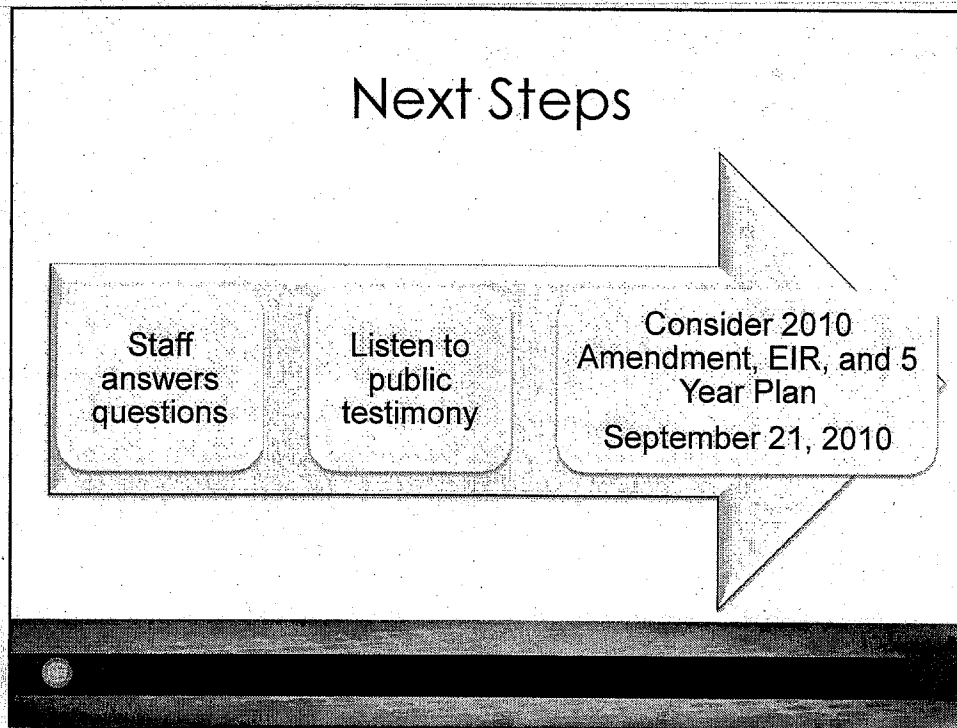 Next Steps
Staff
answers
questions
Listen to
public
testimony
Consider 2010
Amendment, EIR, and 5
Year Plan
September 21, 2010